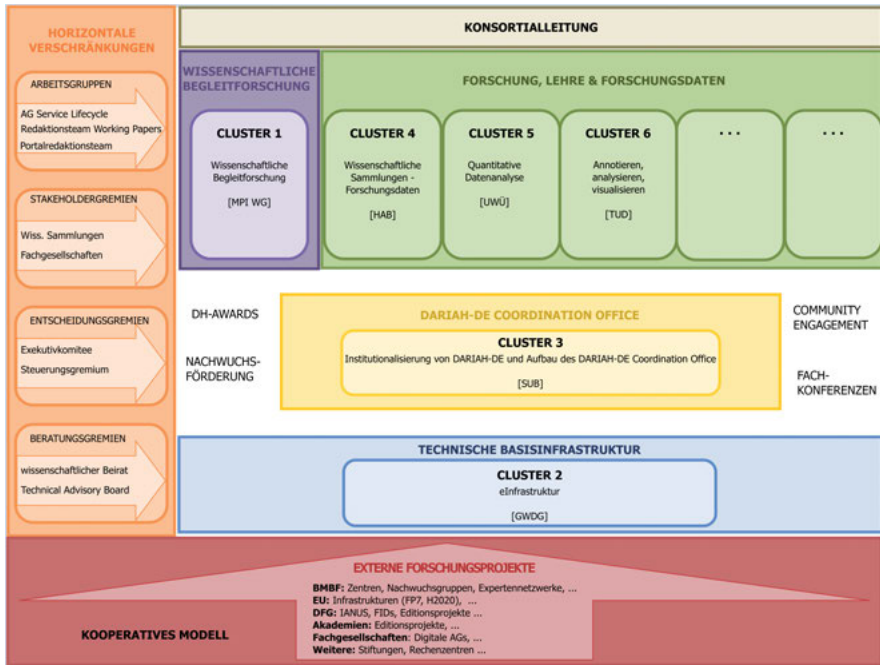 HORIZONTALE
VERSCHRÄNKUNGEN
ARBEITSGRUPPEN
AG Service Lifecycle
Redaktionsteam Working Papers
Portalredaktionsteam
STAKEHOLDERGREMIEN
Wiss. Sammlungen
Fachgesellschaften
ENTSCHEIDUNGSGREMIEN
Exekutivkomitee
Steuerungsgremium
BERATUNGSGREMIEN
wissenschaftlicher Beirat
Technical Advisory Board
KONSORTIALLEITUNG
WISSENSCHAFTLICHE
BEGLEITFORSCHUNG
CLUSTER 1
Wissenschaftliche
Begleitforschung
[MPI WG]
FORSCHUNG, LEHRE & FORSCHUNGSDATEN
CLUSTER 4
Wissenschaftliche
Sammlungen -
Forschungsdaten
[HAB]
CLUSTER 5
Quantitative
Datenanalyse
[UWÜ]
CLUSTER 6
Annotieren,
analysieren,
visualisieren
[TUD]
...
...
DH-AWARDS
NACHWUCHS-
FÖRDERUNG
DARIAH-DE COORDINATION OFFICE
CLUSTER 3
Institutionalisierung von DARIAH-DE und Aufbau des DARIAH-DE Coordination Office
[SUB]
COMMUNITY
ENGAGEMENT
FACH-
KONFERENZEN
TECHNISCHE BASISINFRASTRUKTUR
CLUSTER 2
eInfrastruktur
[GWDG]
EXTERNE FORSCHUNGSPROJEKTE
BMBF: Zentren, Nachwuchsgruppen, Expertennetzwerke, ...
EU: Infrastrukturen (FP7, H2020), ...
DFG: IANUS, FIDs, Editionsprojekte ...
Akademien: Editionsprojekte, ...
Fachgesellschaften: Digitale AGs, ...
Weitere: Stiftungen, Rechenzentren ...
KOOPERATIVES MODELL